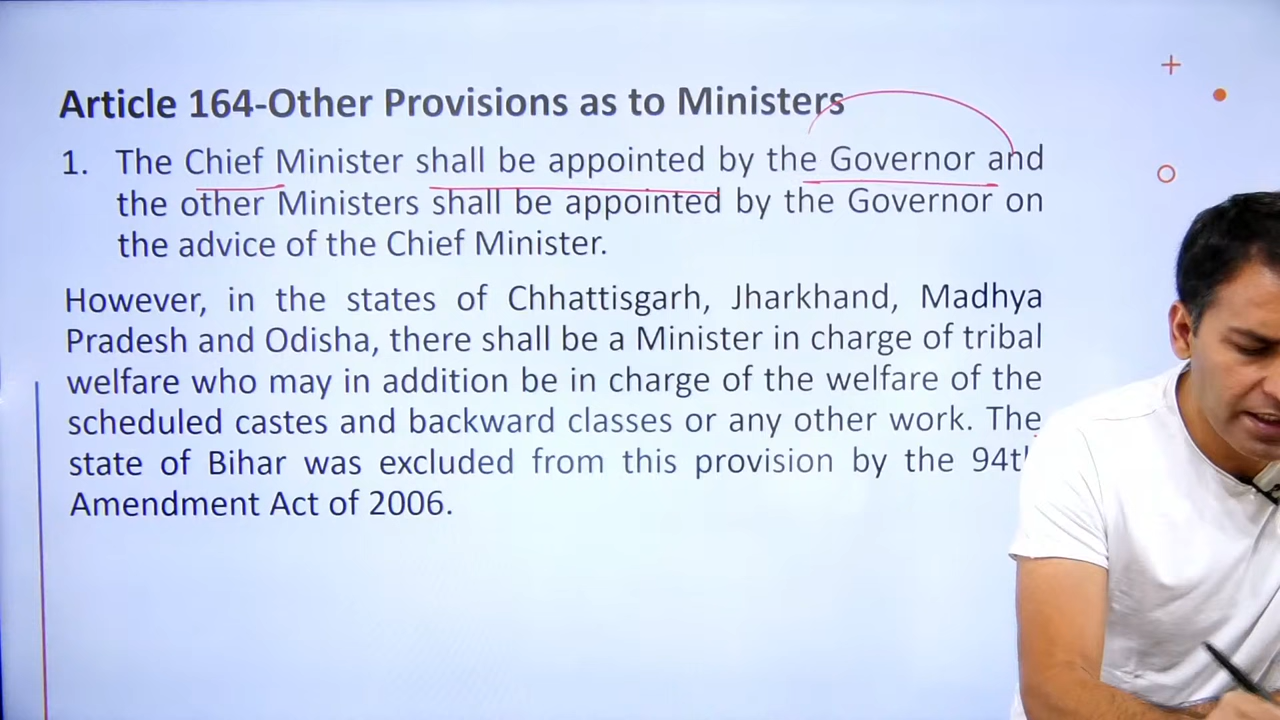 Article 164-Other Provisions as to Ministers
1. The Chief Minister shall be appointed by the Governor and
the other Ministers shall be appointed by the Governor on
the advice of the Chief Minister.
However, in the states of Chhattisgarh, Jharkhand, Madhya
Pradesh and Odisha, there shall be a Minister in charge of tribal
welfare who may in addition be in charge of the welfare of the
scheduled castes and backward classes or any other work. The
state of Bihar was excluded from this provision by the 94th
Amendment Act of 2006.